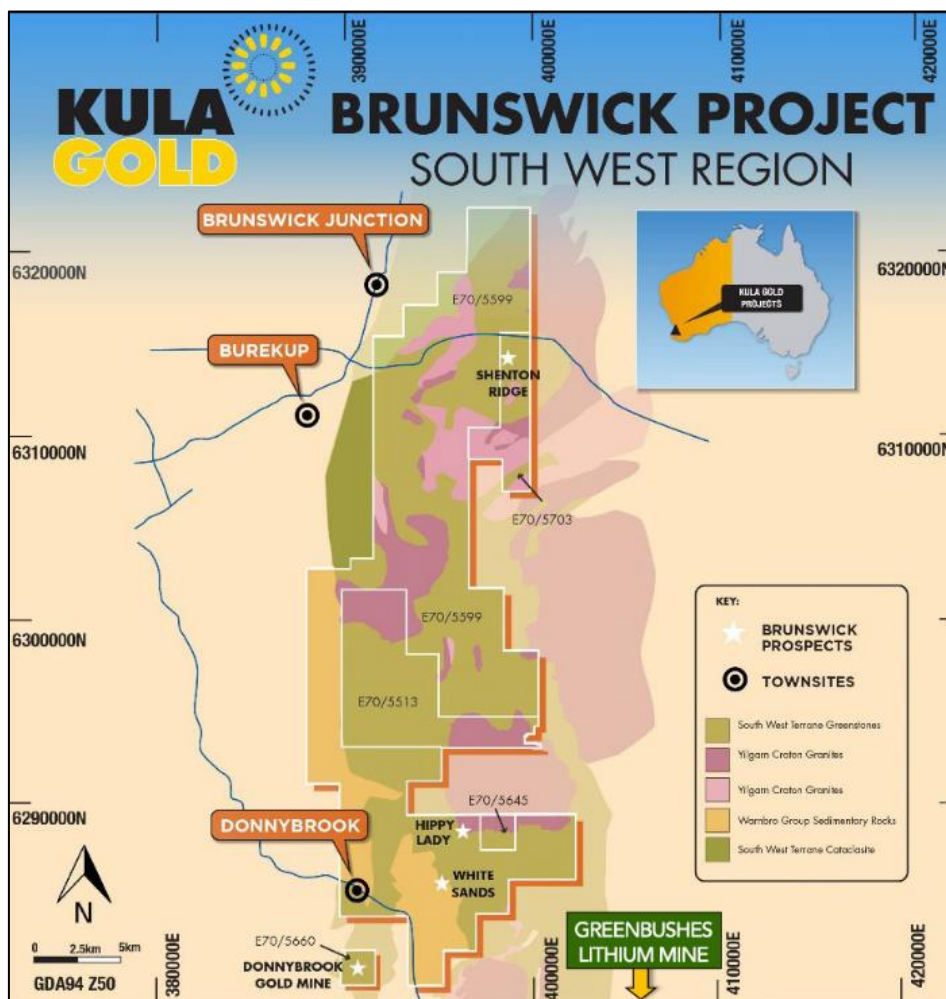 390000E
400000E
410000E
420000E
KULA
GOLD
BRUNSWICK PROJECT
SOUTH WEST REGION
BRUNSWICK JUNCTION
6320000N
6320000N
E70/5599
KULA GOLD
PROJECTS
BUREKUP
SHENTON
RIDGE
6310000N
6310000N
E70/5703
KEY:
BRUNSWICK
PROSPECTS
TOWNSITES
South West Terrane Greenstones
Yilgarn Craton Granites
Yilgarn Craton Granites
Warnbro Group Sedimentary Rocks
South West Terrane Cataclasite
6300000N
E70/5599
E70/5513
6290000N
E70/5645
DONNYBROOK
HIPPY
LADY
WHITE
SANDS
N
0 2.5km 5km
GDA94 Z50
E70/5660
DONNYBROOK
GOLD MINE
GREENBUSHES
LITHIUM MINE
380000E
400000E
410000E
420000E